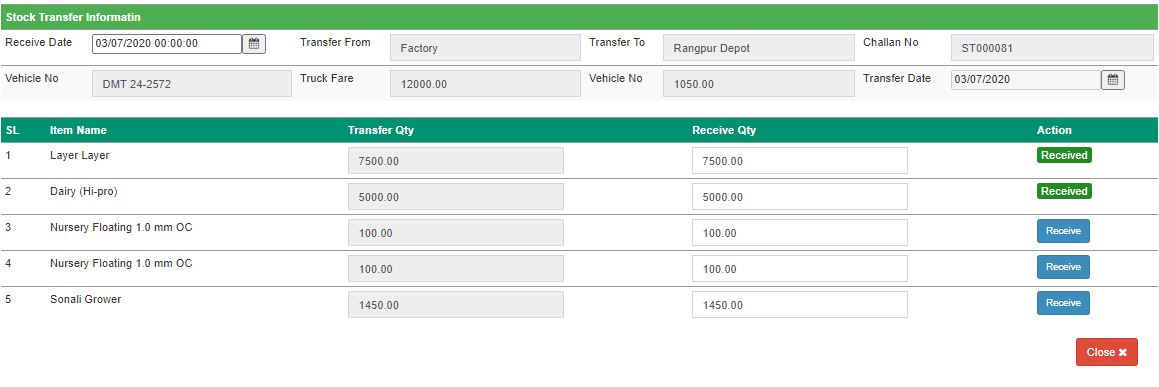 Stock Transfer Informatin
Receive Date 03/07/2020 00:00:00 Transfer From Factory Transfer To Rangpur Depot Challan No ST000081
Vehicle No DMT 24-2572 Truck Fare 12000.00 Vehicle No 1050.00 Transfer Date 03/07/2020
SL Item Name Transfer Qty Receive Qty Action
1 Layer Layer 7500.00 7500.00 Received
2 Dairy (Hi-pro) 5000.00 5000.00 Received
3 Nursery Floating 1.0 mm OC 100.00 100.00 Receive
4 Nursery Floating 1.0 mm OC 100.00 100.00 Receive
5 Sonali Grower 1450.00 1450.00 Receive
Close ✖